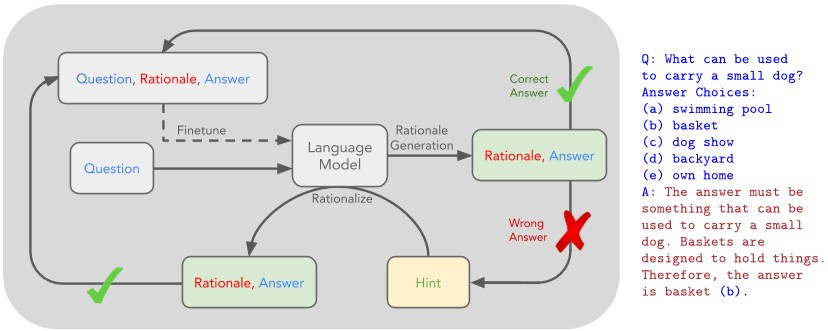 Question, Rationale, Answer
Finetune
Question
Language
Model
Rationale
Generation
Correct
Answer
Rationale, Answer
Rationalize
Wrong
Answer
Rationale, Answer
Hint
Q: What can be used
to carry a small dog?
Answer Choices:
(a) swimming pool
(b) basket
(c) dog show
(d) backyard
(e) own home
A: The answer must be
something that can be
used to carry a small
dog. Baskets are
designed to hold things.
Therefore, the answer
is basket (b).